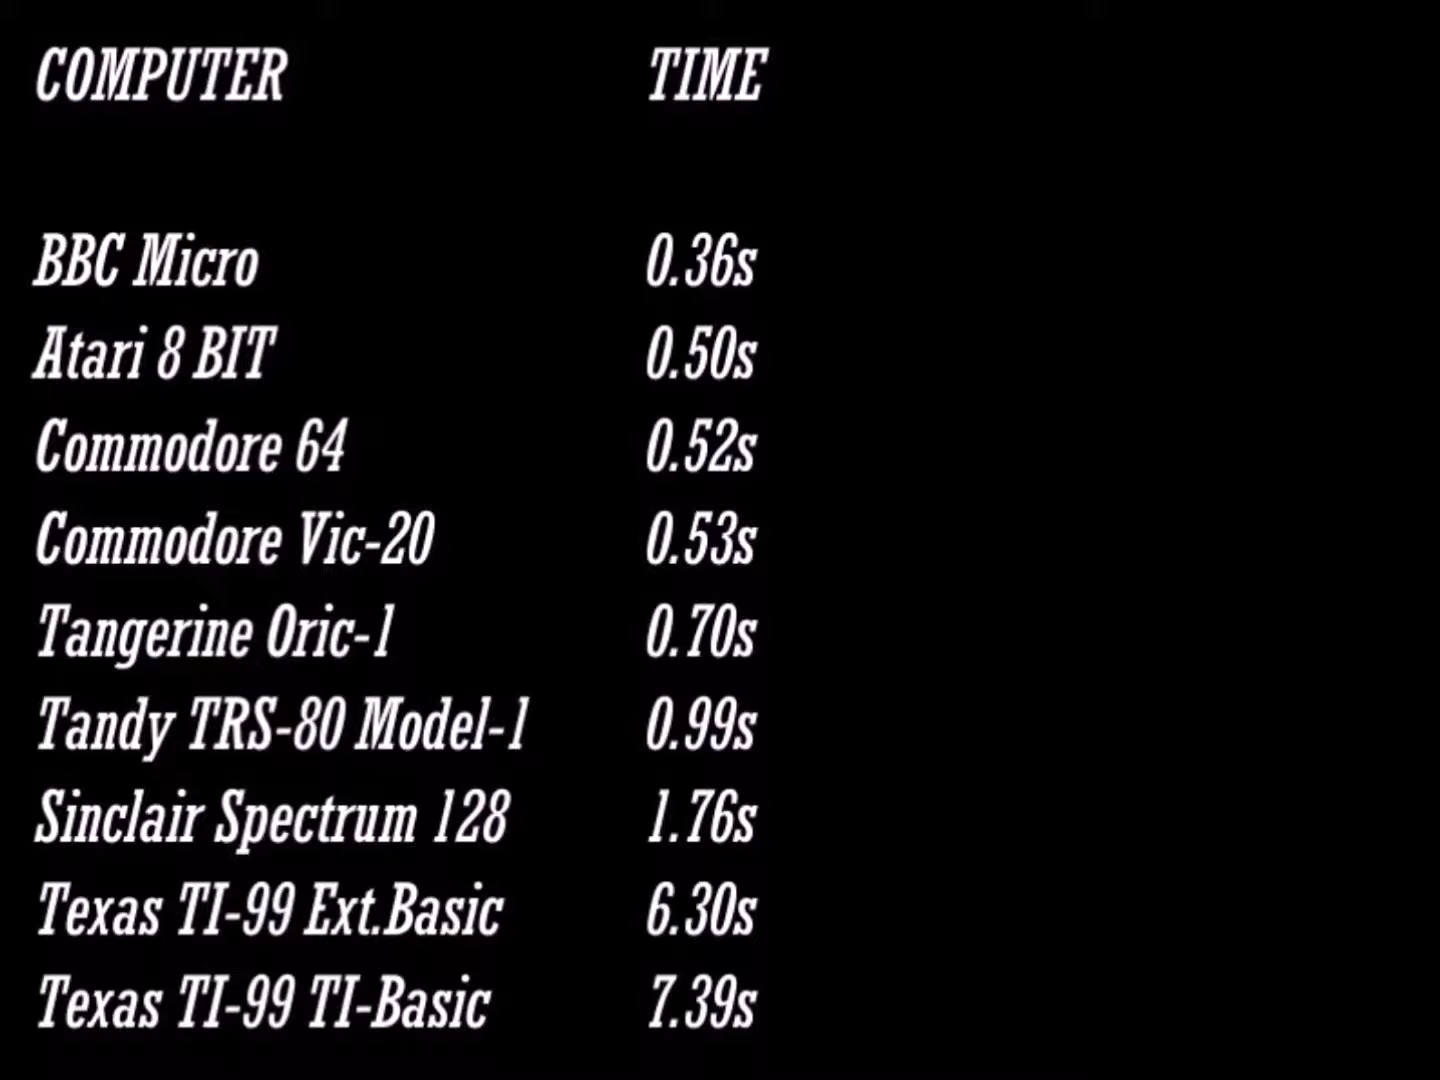 COMPUTER TIME
BBC Micro 0.36s
Atari 8 BIT 0.50s
Commodore 64 0.52s
Commodore Vic-20 0.53s
Tangerine Oric-1 0.70s
Tandy TRS-80 Model-1 0.99s
Sinclair Spectrum 128 1.76s
Texas TI-99 Ext.Basic 6.30s
Texas TI-99 TI-Basic 7.39s